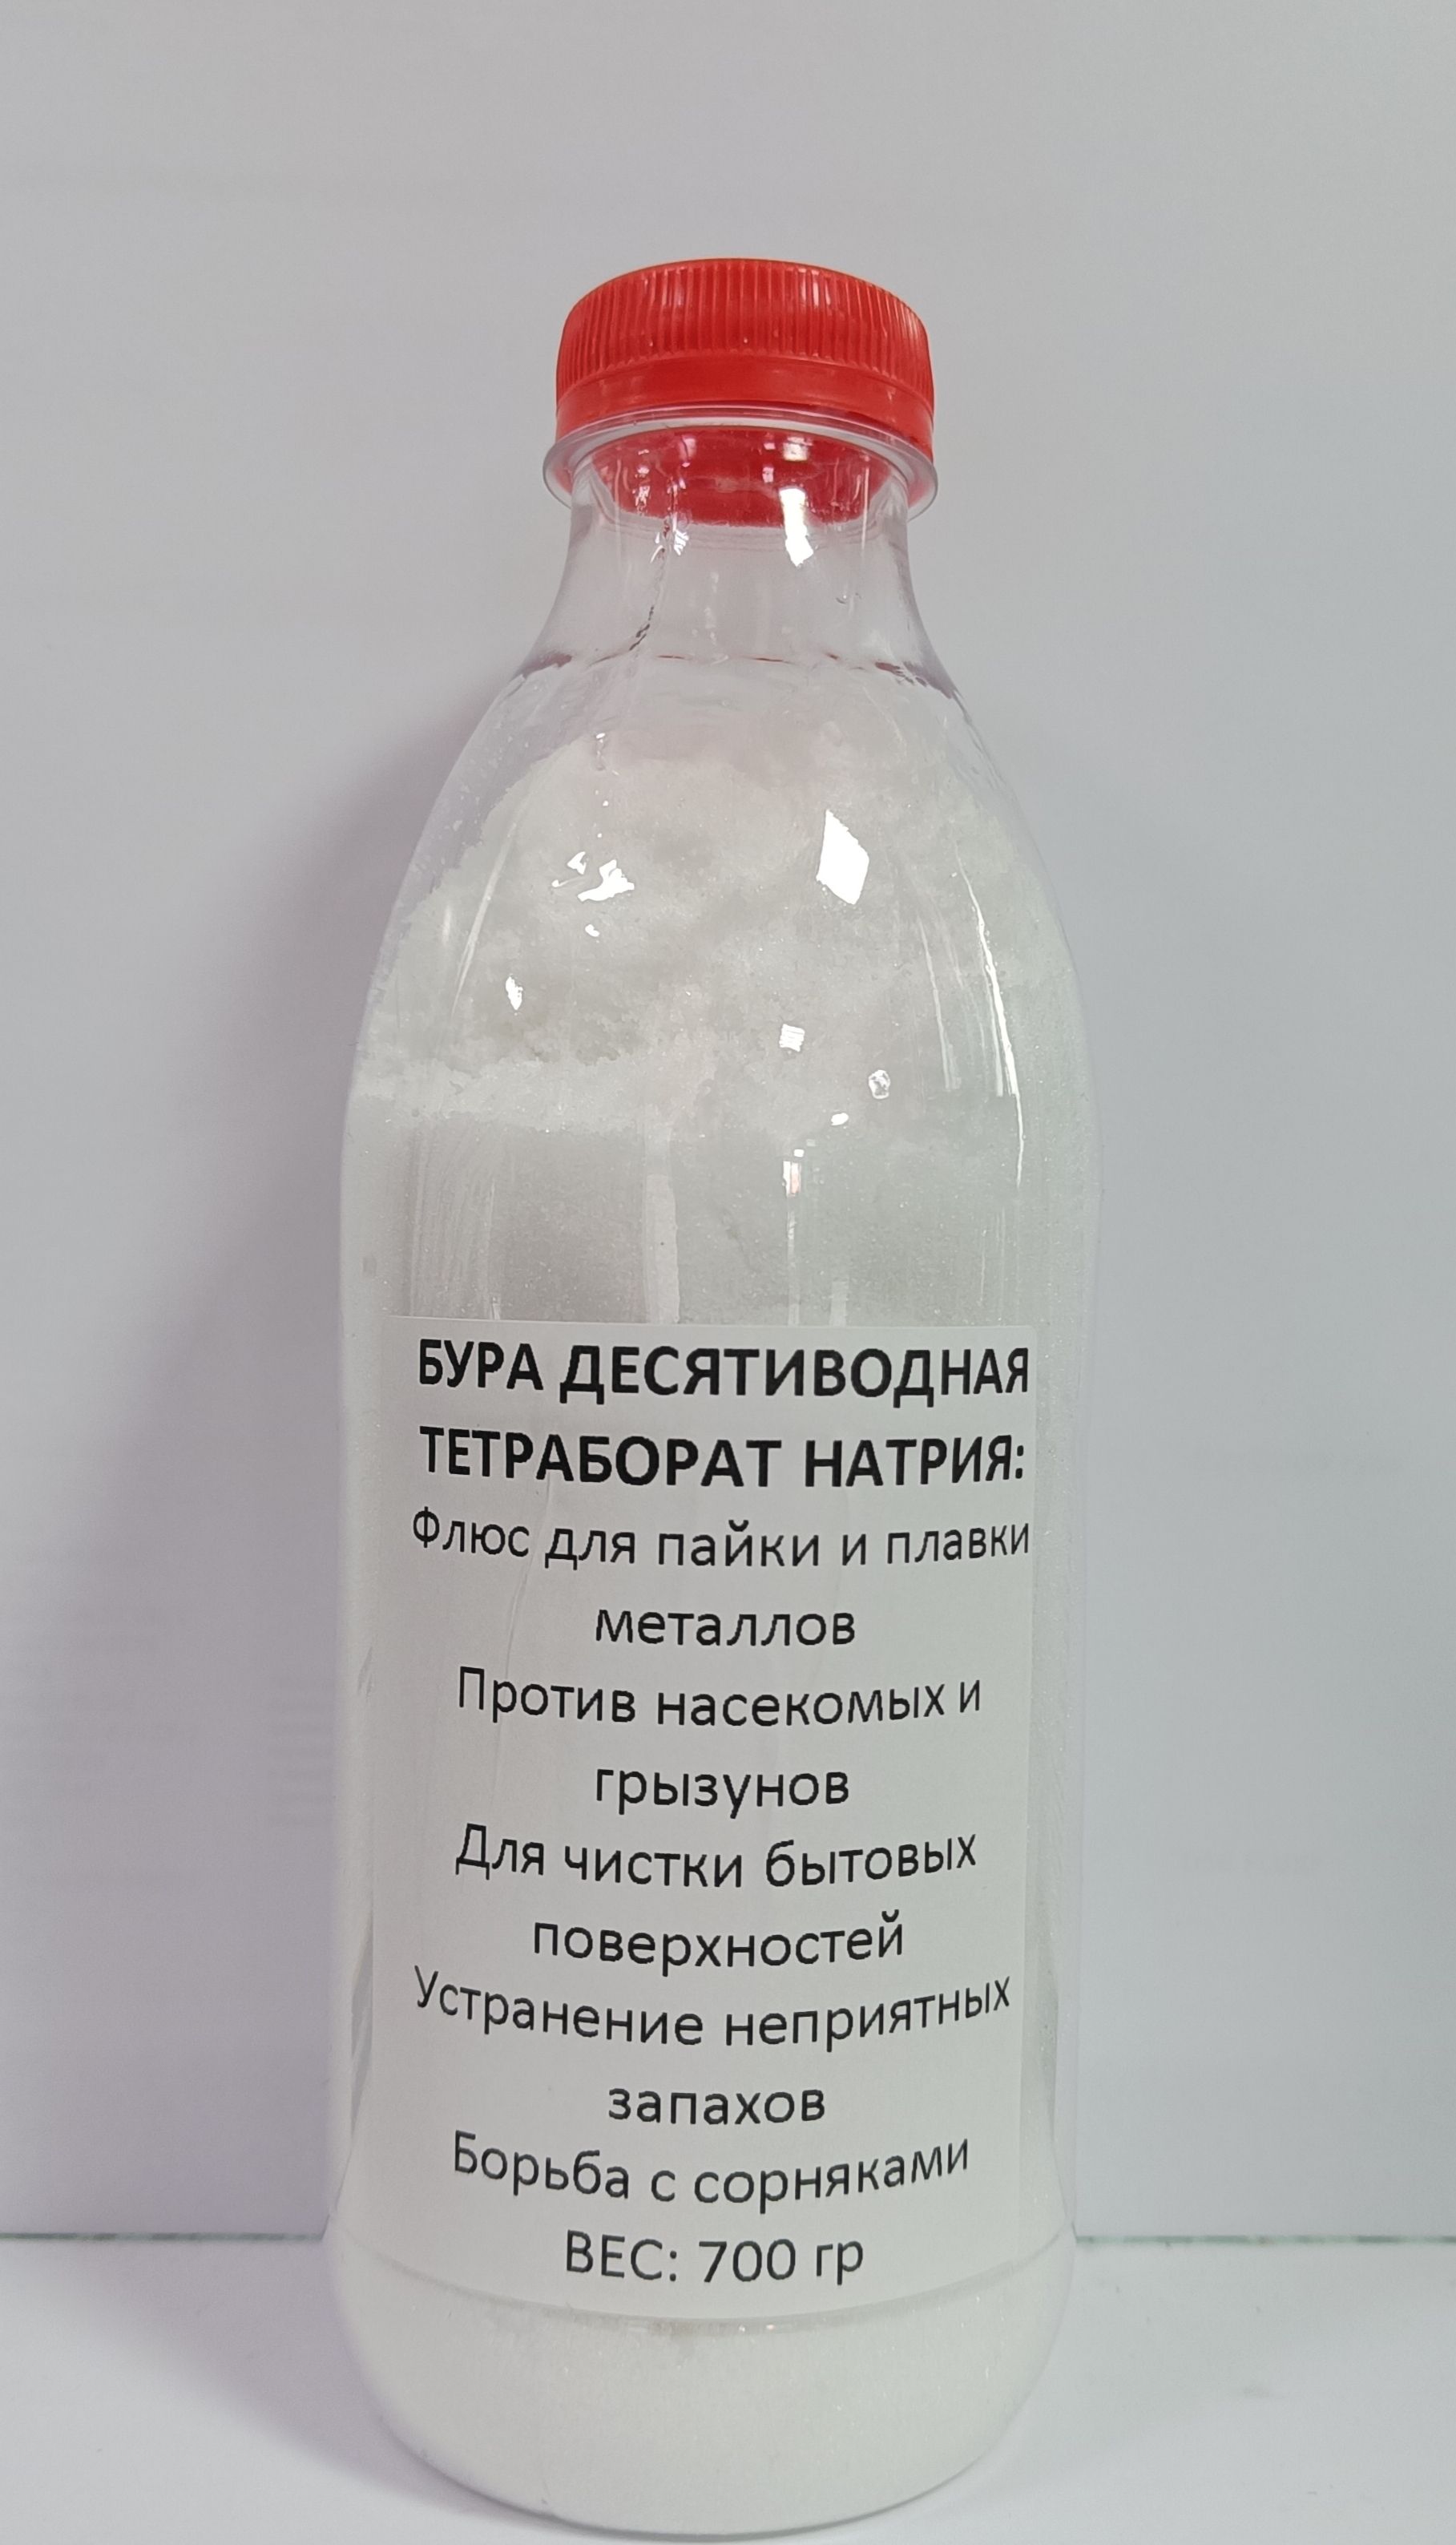 БУРА ДЕСЯТИВОДНАЯ
ТЕТРАБОРАТ НАТРИЯ:
Флюс для пайки и плавки
металлов
Против насекомых и
грызунов
Для чистки бытовых
поверхностей
Устранение неприятных
запахов
Борьба с сорняками
ВЕС: 700 гр